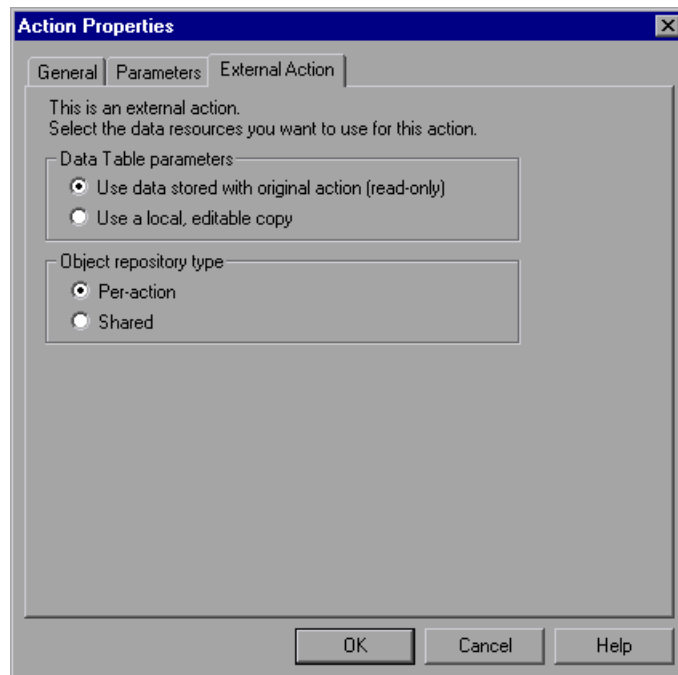 Action Properties
General Parameters External Action
This is an external action.
Select the data resources you want to use for this action.
Data Table parameters
Use data stored with original action (read-only)
Use a local, editable copy
Object repository type
Per-action
Shared
OK Cancel Help